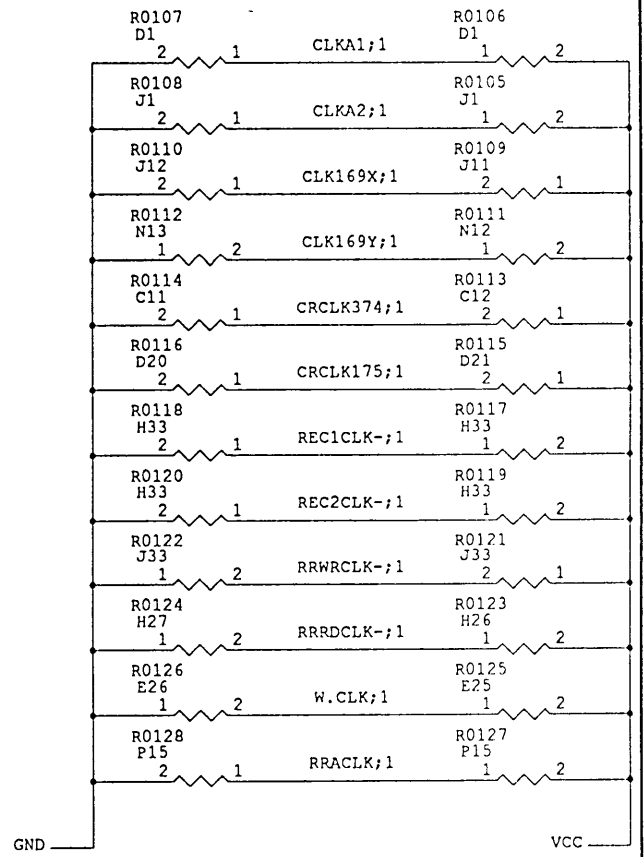 R0107 R0106
D1 D1
2 1 CLKA1;1 1 2
R0108 R0105
J1 J1
2 1 CLKA2;1 1 2
R0110 R0109
J12 J11
2 1 CLK169X;1 2 1
R0112 R0111
N13 N12
1 2 CLK169Y;1 1 2
R0114 R0113
C11 C12
2 1 CRCLK374;1 2 1
R0116 R0115
D20 D21
2 1 CRCLK175;1 2 1
R0118 R0117
H33 H33
2 1 REC1CLK-;1 1 2
R0120 R0119
H33 H33
2 1 REC2CLK-;1 1 2
R0122 R0121
J33 J33
1 2 RRWRCLK-;1 2 1
R0124 R0123
H27 H26
1 2 RRRDCLK-;1 1 2
R0126 R0125
E26 E25
1 2 W.CLK;1 1 2
R0128 R0127
P15 P15
2 1 RRACLK;1 1 2
GND VCC